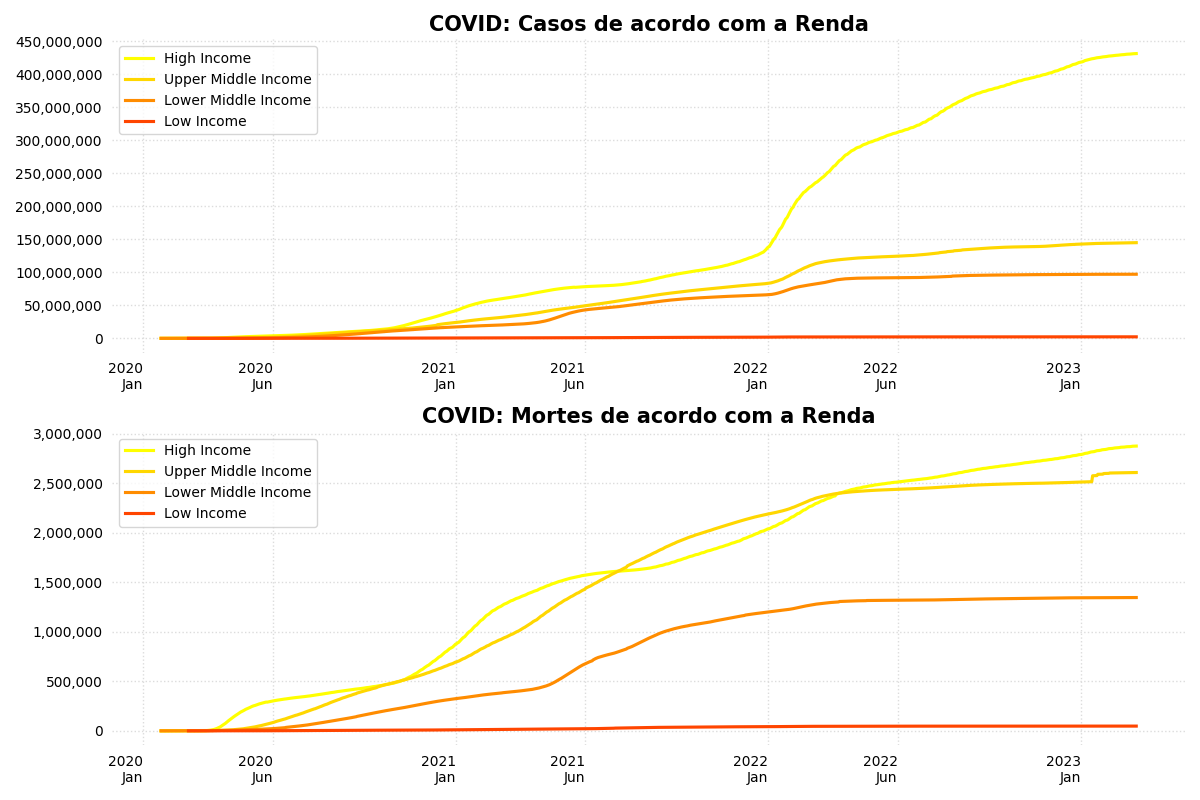 COVID: Casos de acordo com a Renda
450,000,000
400,000,000
350,000,000
300,000,000
250,000,000
200,000,000
150,000,000
100,000,000
50,000,000
0
High Income
Upper Middle Income
Lower Middle Income
Low Income
2020
Jan
2020
Jun
2021
Jan
2021
Jun
2022
Jan
2022
Jun
2023
Jan
COVID: Mortes de acordo com a Renda
3,000,000
2,500,000
2,000,000
1,500,000
1,000,000
500,000
0
High Income
Upper Middle Income
Lower Middle Income
Low Income
2020
Jan
2020
Jun
2021
Jan
2021
Jun
2022
Jan
2022
Jun
2023
Jan